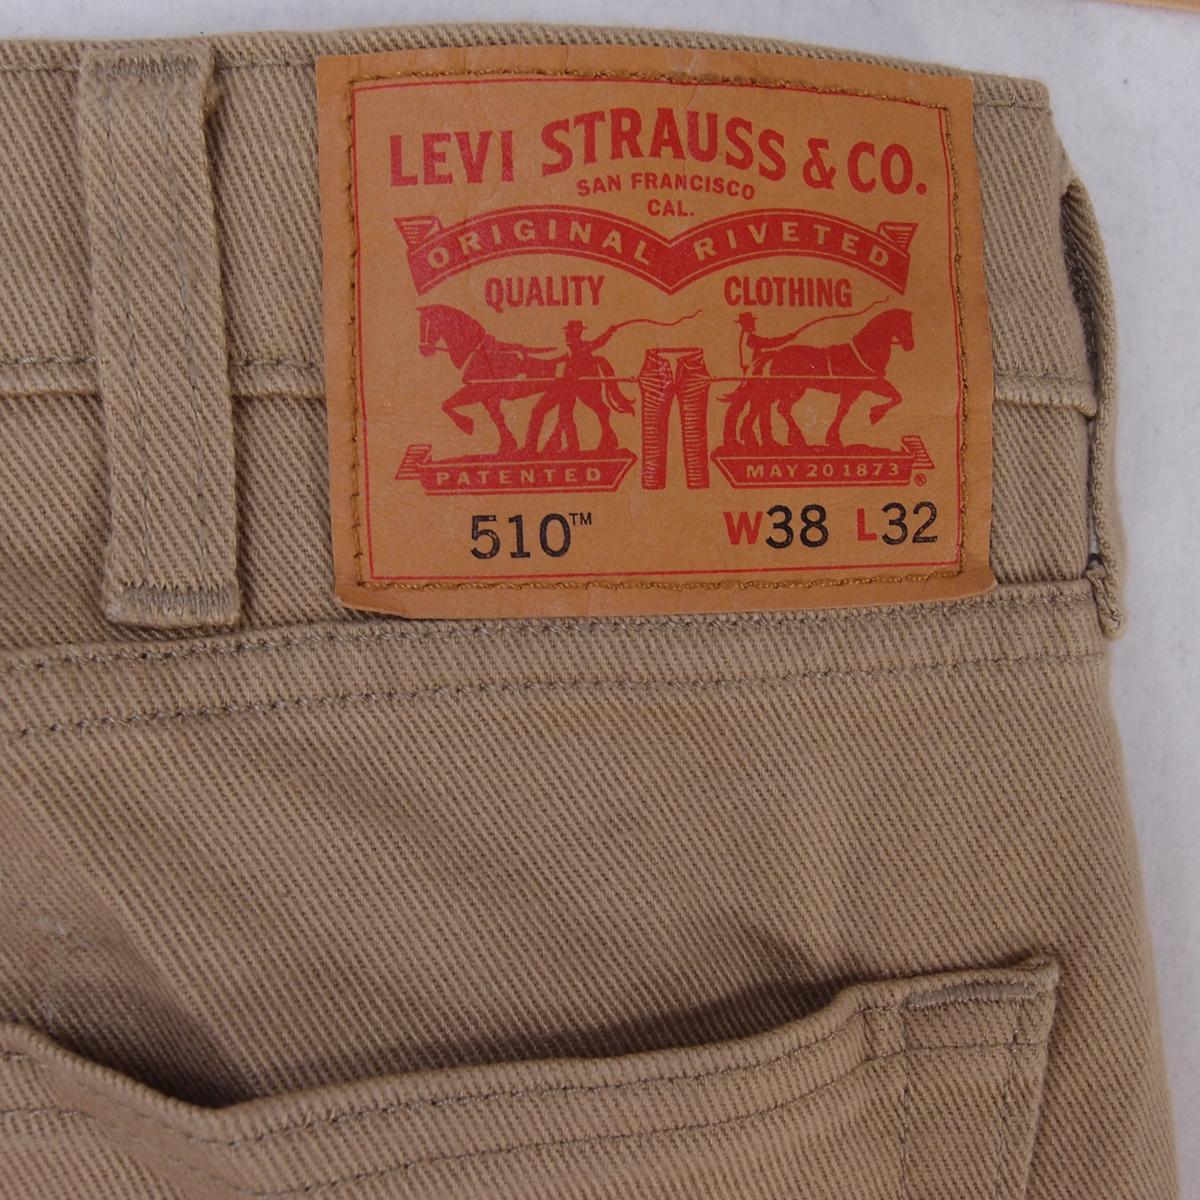 LEVI STRAUSS & CO.
SAN FRANCISCO
CAL.
ORIGINAL RIVETED
QUALITY CLOTHING
PATENTED MAY 20 1873 ®
510™ W38 L32